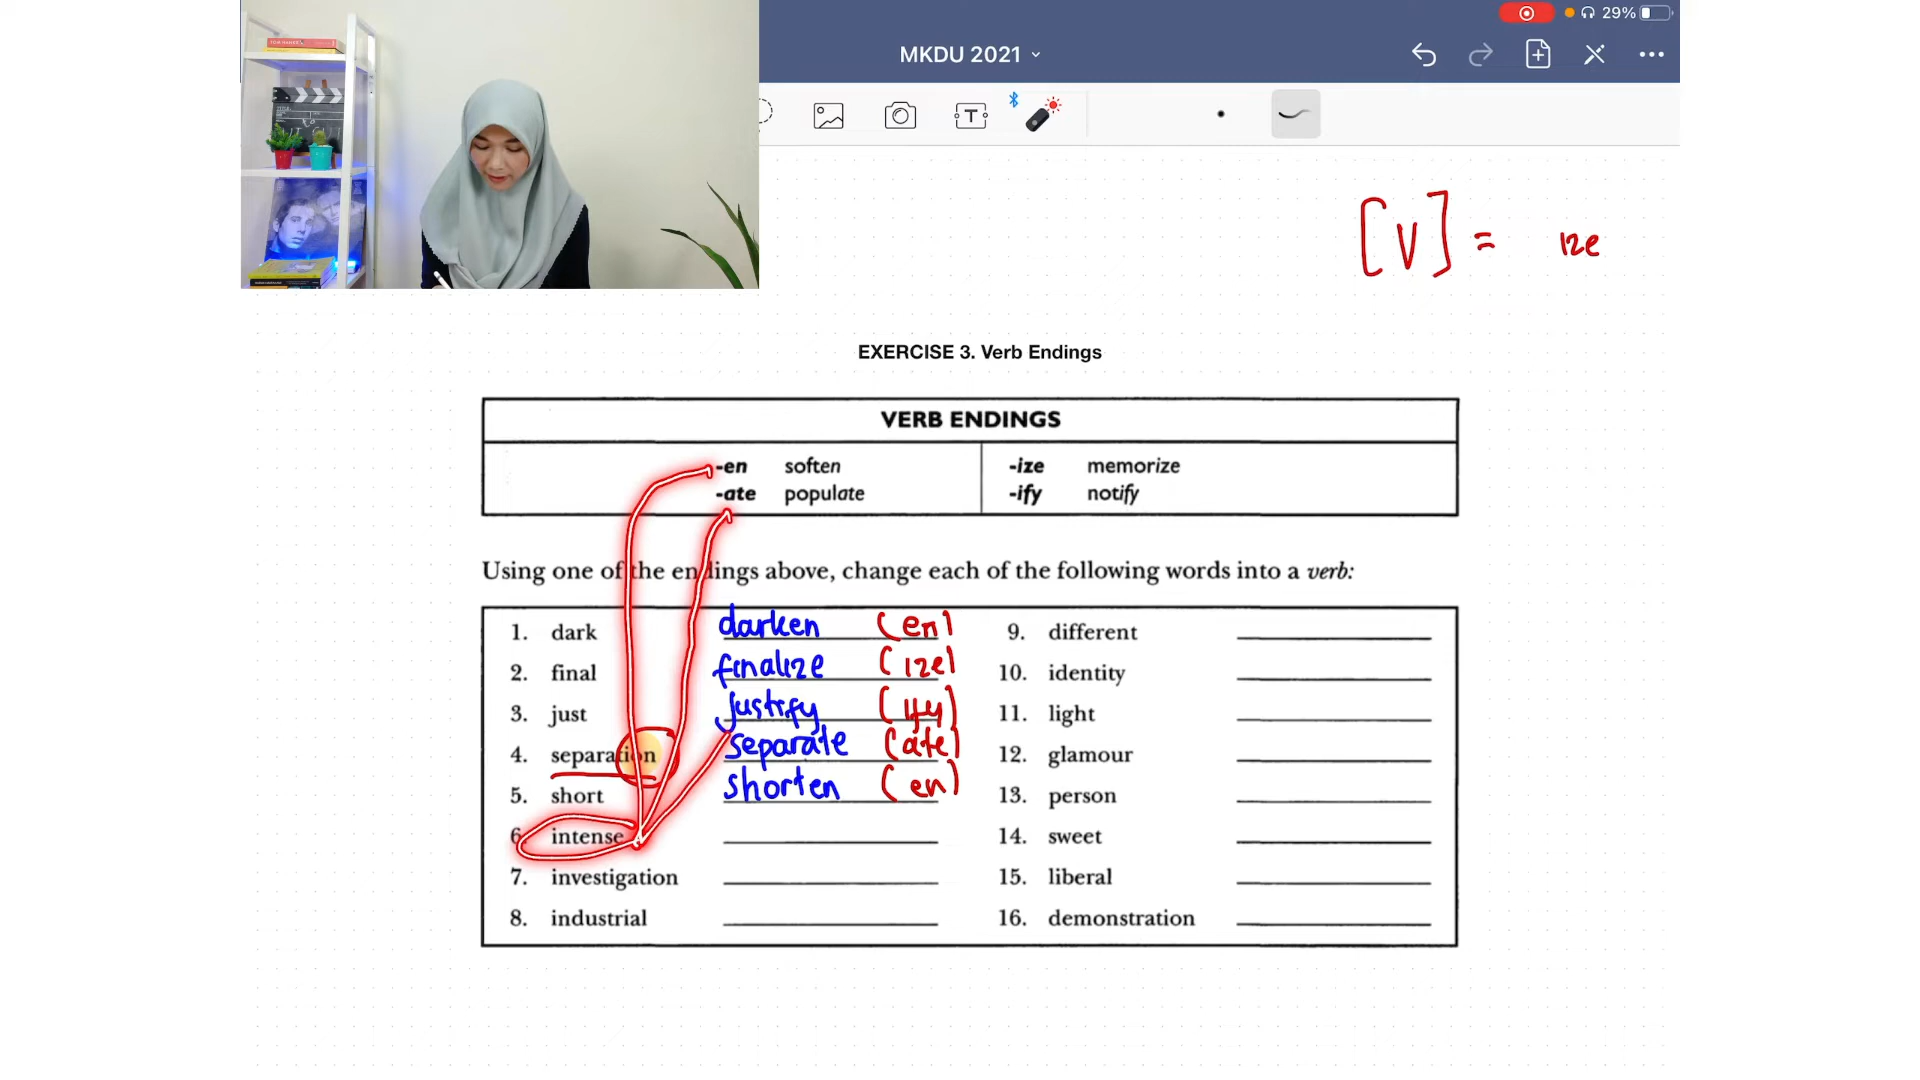 29%
MKDU 2021
T
[V] = ize
EXERCISE 3. Verb Endings
VERB ENDINGS
-en soften -ize memorize
-ate populate -ify notify
Using one of the endings above, change each of the following words into a verb:
1. dark darken (en) 9. different
2. final finalize (ize) 10. identity
3. just justify (ify) 11. light
4. separation separate (ate) 12. glamour
5. short shorten (en) 13. person
6. intense 14. sweet
7. investigation 15. liberal
8. industrial 16. demonstration